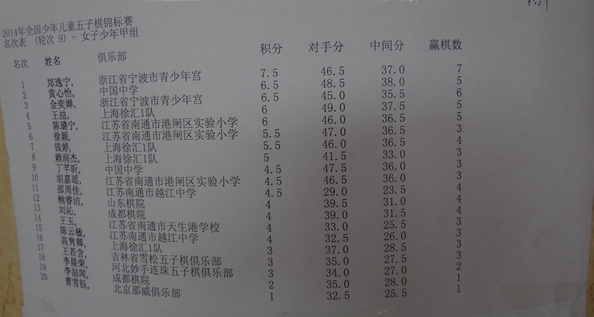 2014年全国少年儿童五子棋锦标赛
名次表 (轮次 9) - 女子少年甲组
名次 姓名 俱乐部 积分 对手分 中间分 赢棋数
1 郑逸宁, 浙江省宁波市青少年宫 7.5 46.5 37.0 7
2 黄心怡, 中国中学 6.5 48.5 38.0 5
3 金奕婵, 浙江省宁波市青少年宫 6.5 45.0 35.5 6
4 王喆, 上海徐汇1队 6 49.0 37.5 5
5 陈珊宁, 江苏省南通市港闸区实验小学 6 46.0 36.0 5
6 徐颖, 江苏省南通市港闸区实验小学 5.5 46.0 36.5 3
7 钱婷, 上海徐汇1队 5.5 47.0 36.0 4
8 赖润杰, 上海徐汇1队 5 41.5 33.0 3
9 丁芊昕, 中国中学 4.5 47.5 36.0 3
10 胡嘉瑶, 江苏省南通市港闸区实验小学 4.5 46.0 36.0 3
11 邵雨佳, 江苏省南通市越江中学 4.5 29.0 23.5 4
12 鲍睿洁, 山东棋院 4 39.5 31.0 4
13 刘沁, 成都棋院 4 39.0 31.5 4
14 王玉, 江苏省南通市天生港学校 4 33.0 25.5 3
15 陈云敏, 江苏省南通市越江中学 4 32.5 26.0 3
16 高奥卿, 上海徐汇1队 3 37.0 28.0 3
17 王若含, 吉林省雪松五子棋俱乐部 3 35.0 27.5 3
18 李晨荣, 河北妙手连珠五子棋俱乐部 3 34.0 27.0 2
19 李喆闻, 成都棋院 2 35.0 28.0 1
20 曹雪钰, 北京那威俱乐部 1 32.5 25.5 1